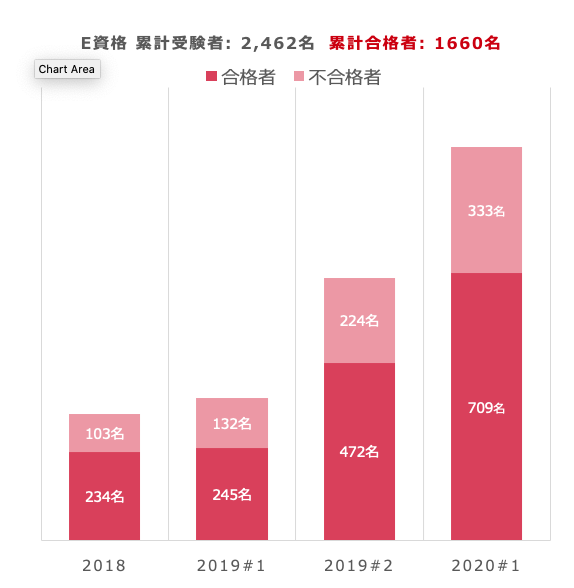 E資格 累計受験者: 2,462名 累計合格者: 1660名
Chart Area
合格者 不合格者
333名
224名
709名
132名
103名
472名
234名
245名
2018 2019#1 2019#2 2020#1